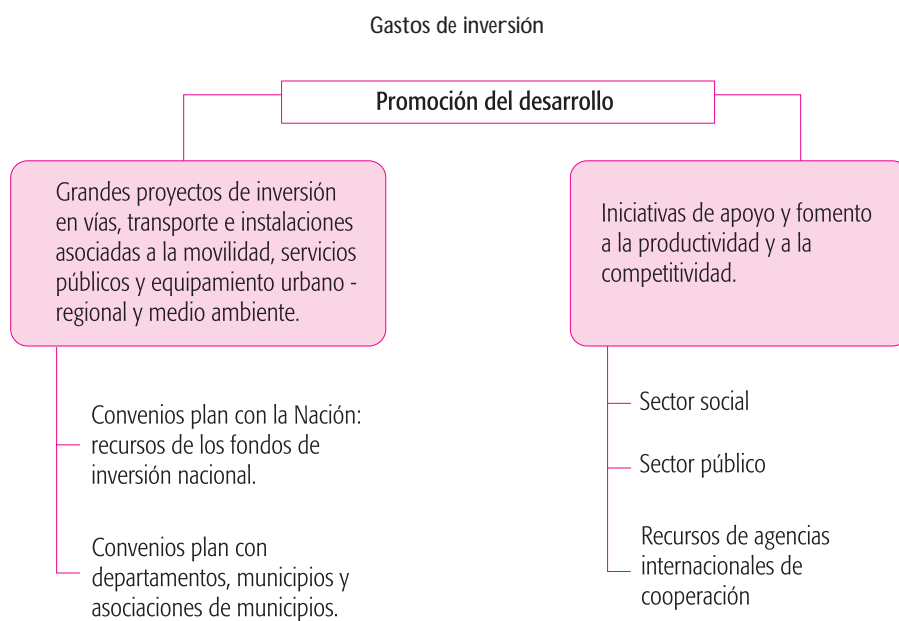 Gastos de inversión
Promoción del desarrollo
Grandes proyectos de inversión
en vías, transporte e instalaciones
asociadas a la movilidad, servicios
públicos y equipamiento urbano -
regional y medio ambiente.
Convenios plan con la Nación:
recursos de los fondos de
inversión nacional.
Convenios plan con
departamentos, municipios y
asociaciones de municipios.
Iniciativas de apoyo y fomento
a la productividad y a la
competitividad.
Sector social
Sector público
Recursos de agencias
internacionales de
cooperación